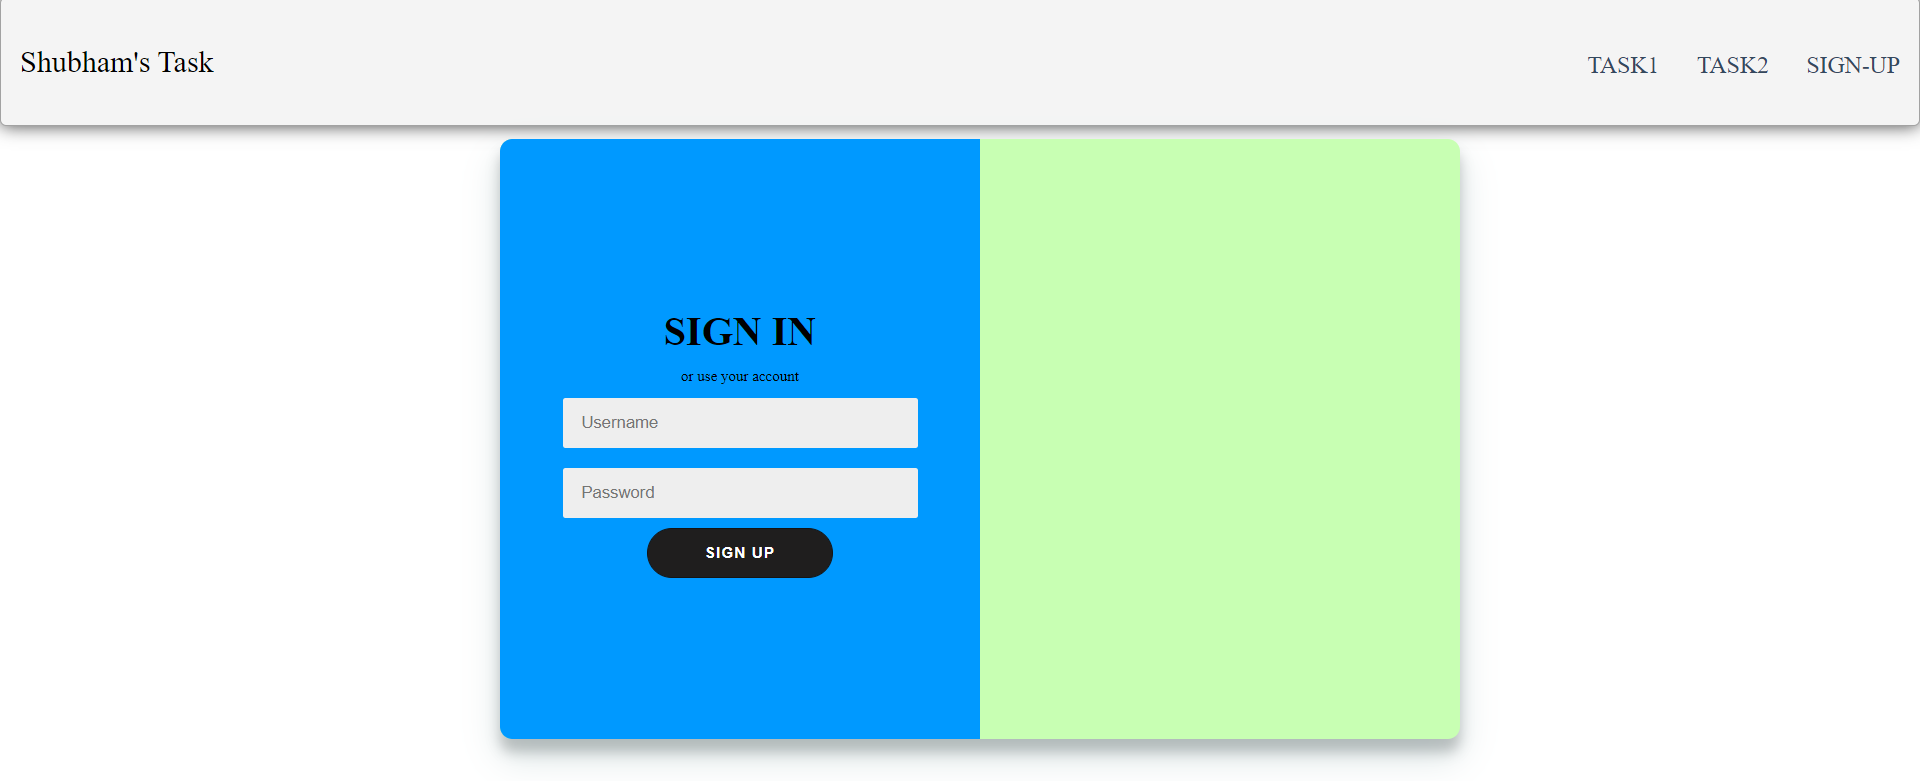 Shubham's Task
TASK1 TASK2 SIGN-UP
SIGN IN
or use your account
Username
Password
SIGN UP